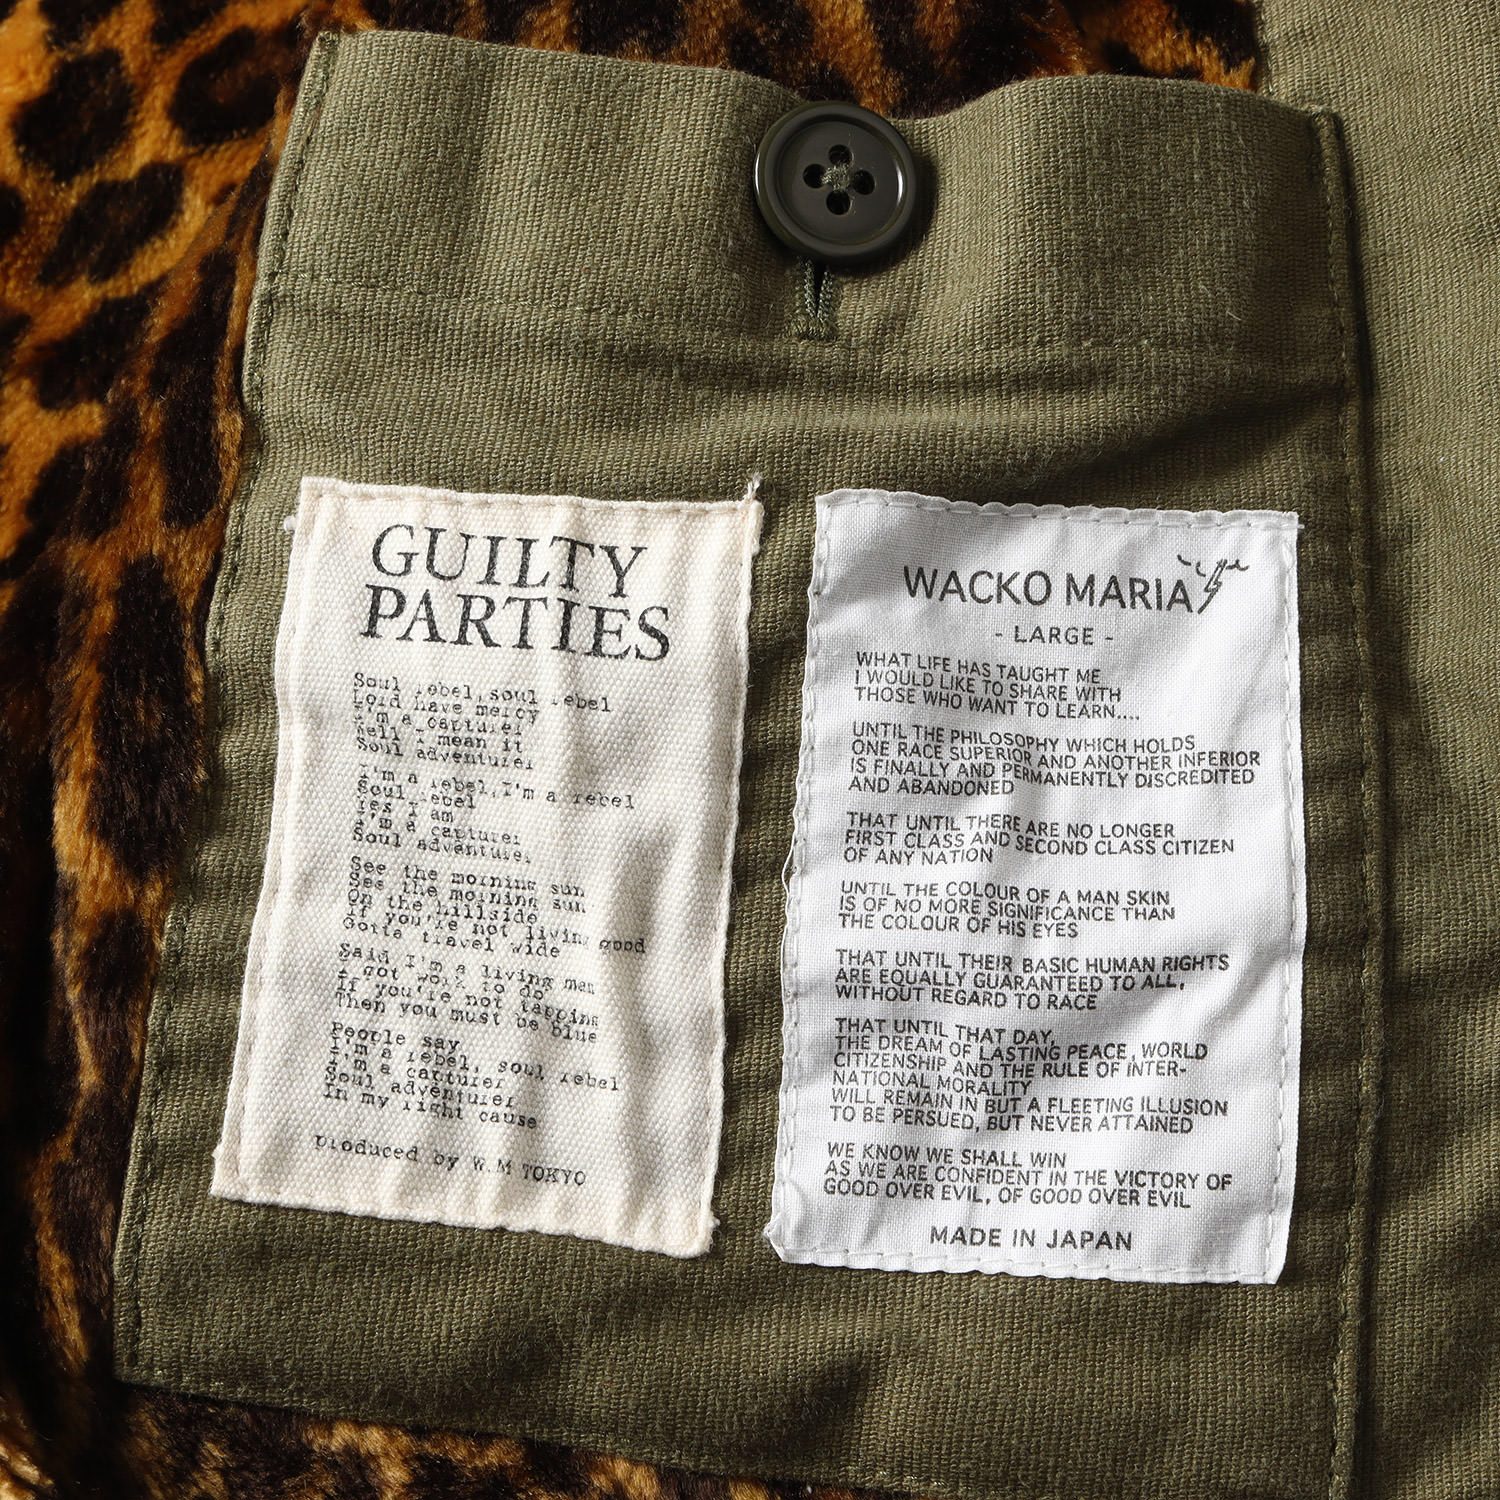 GUILTY
PARTIES
Soul rebel, soul rebel
Lord have mercy
I'm a capturer
Hell I mean it
Soul adventurer
I'm a rebel, I'm a rebel
Soul rebel
Yes I am
I'm a capturer
Soul adventurer
See the morning sun
See the morning sun
On the hillside
If you're not living good
Gotta travel wide
Said I'm a living man
I got work to do
If you're not
Then you must be blue
People say
I'm a rebel, soul rebel
I'm a capturer
Soul adventurer
In my right cause
Produced by W.M TOKYO
WACKO MARIA
- LARGE -
WHAT LIFE HAS TAUGHT ME
I WOULD LIKE TO SHARE WITH
THOSE WHO WANT TO LEARN....
UNTIL THE PHILOSOPHY WHICH HOLDS
ONE RACE SUPERIOR AND ANOTHER INFERIOR
IS FINALLY AND PERMANENTLY DISCREDITED
AND ABANDONED
THAT UNTIL THERE ARE NO LONGER
FIRST CLASS AND SECOND CLASS CITIZEN
OF ANY NATION
UNTIL THE COLOUR OF A MAN SKIN
IS OF NO MORE SIGNIFICANCE THAN
THE COLOUR OF HIS EYES
THAT UNTIL THEIR BASIC HUMAN RIGHTS
ARE EQUALLY GUARANTEED TO ALL,
WITHOUT REGARD TO RACE
THAT UNTIL THAT DAY,
THE DREAM OF LASTING PEACE, WORLD
CITIZENSHIP AND THE RULE OF INTER-
NATIONAL MORALITY
WILL REMAIN IN BUT A FLEETING ILLUSION
TO BE PERSUED, BUT NEVER ATTAINED
WE KNOW WE SHALL WIN
AS WE ARE CONFIDENT IN THE VICTORY OF
GOOD OVER EVIL, OF GOOD OVER EVIL
MADE IN JAPAN